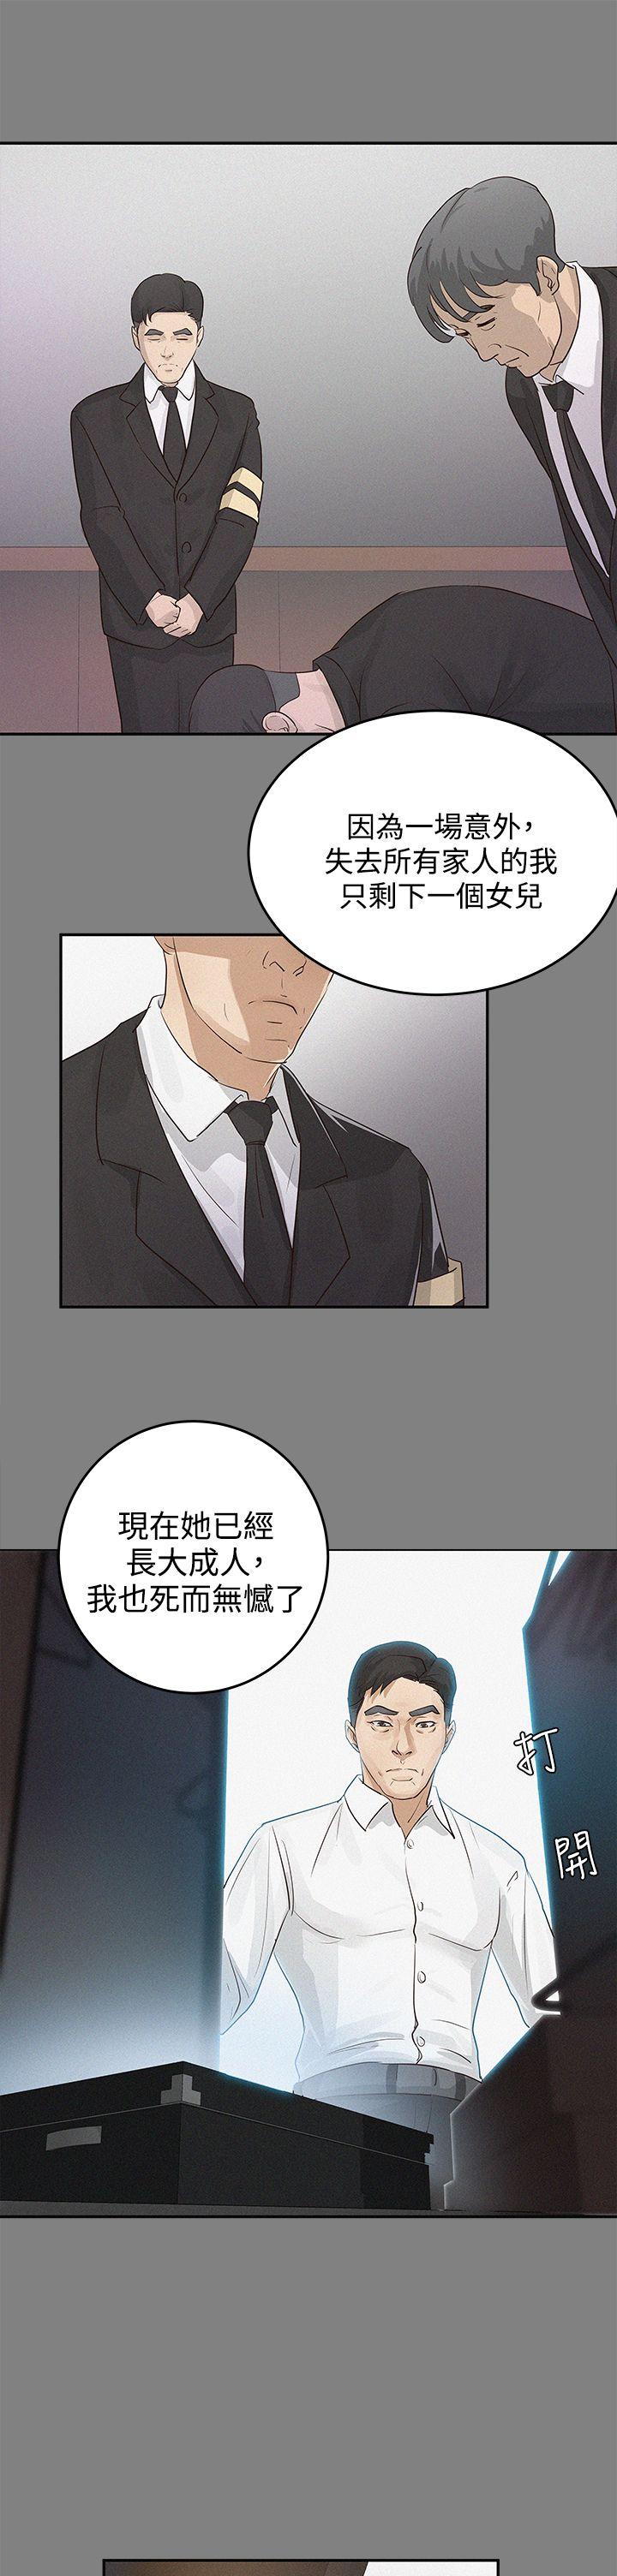 因為一場意外，
失去所有家人的我
只剩下一個女兒
現在她已經
長大成人，
我也死而無憾了
打
開